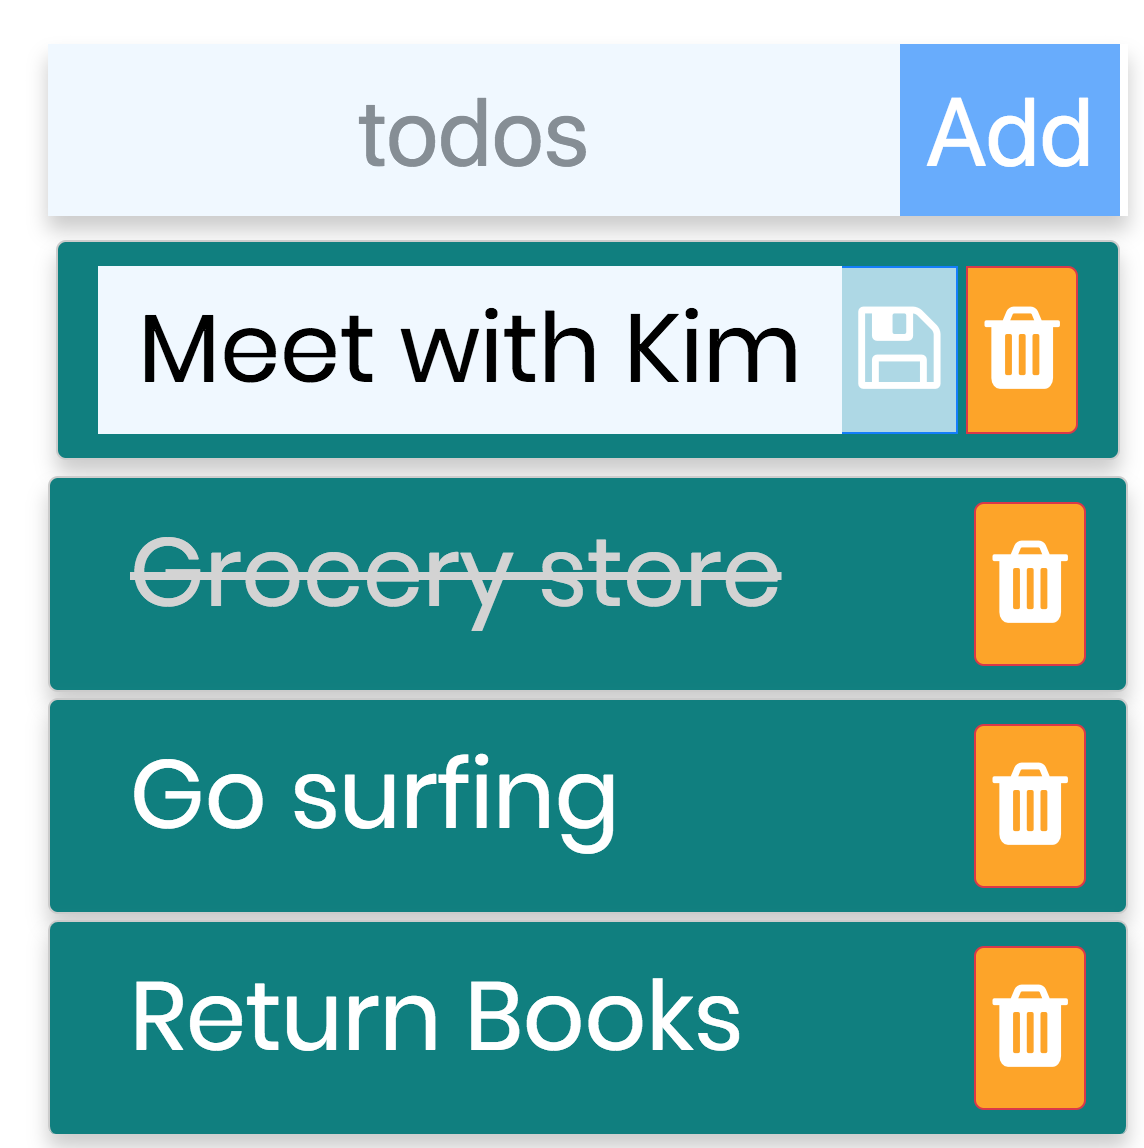 todos
Add
Meet with Kim
Grocery store
Go surfing
Return Books